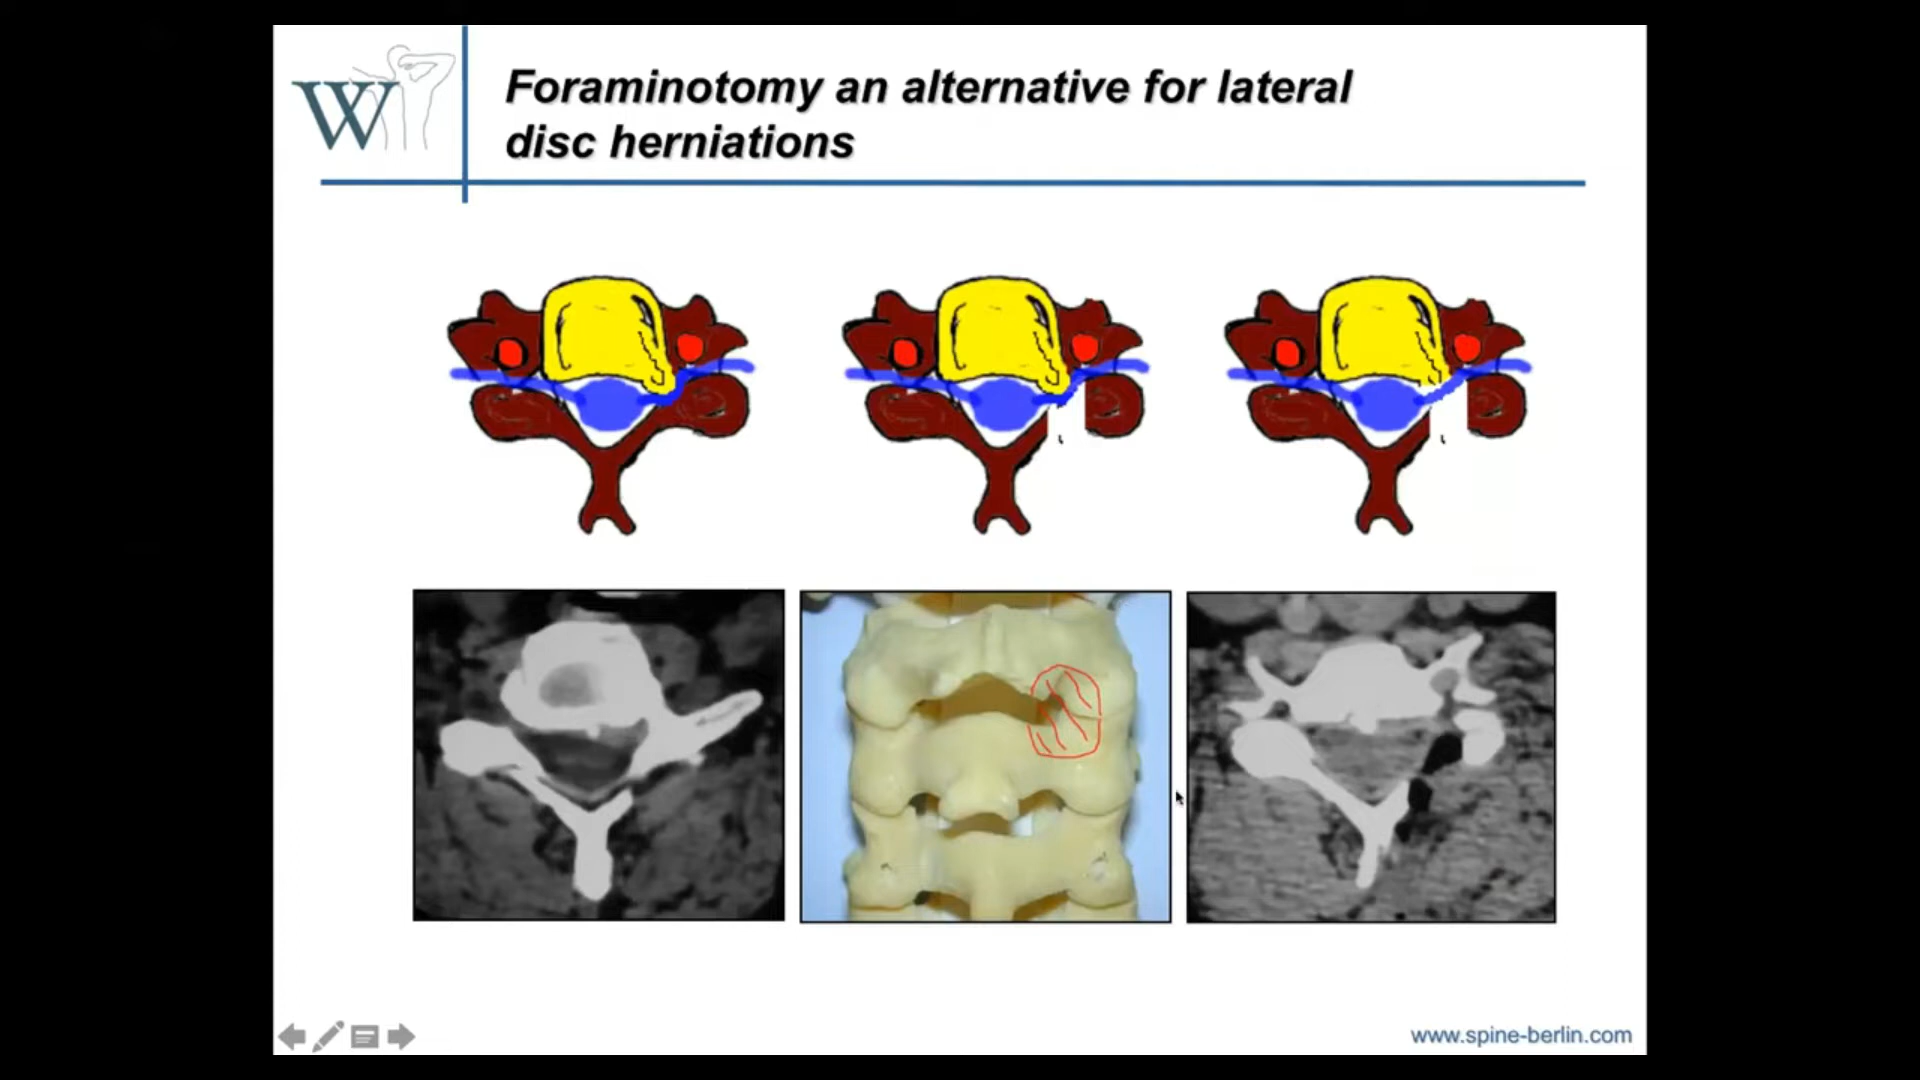 W
Foraminotomy an alternative for lateral
disc herniations
www.spine-berlin.com